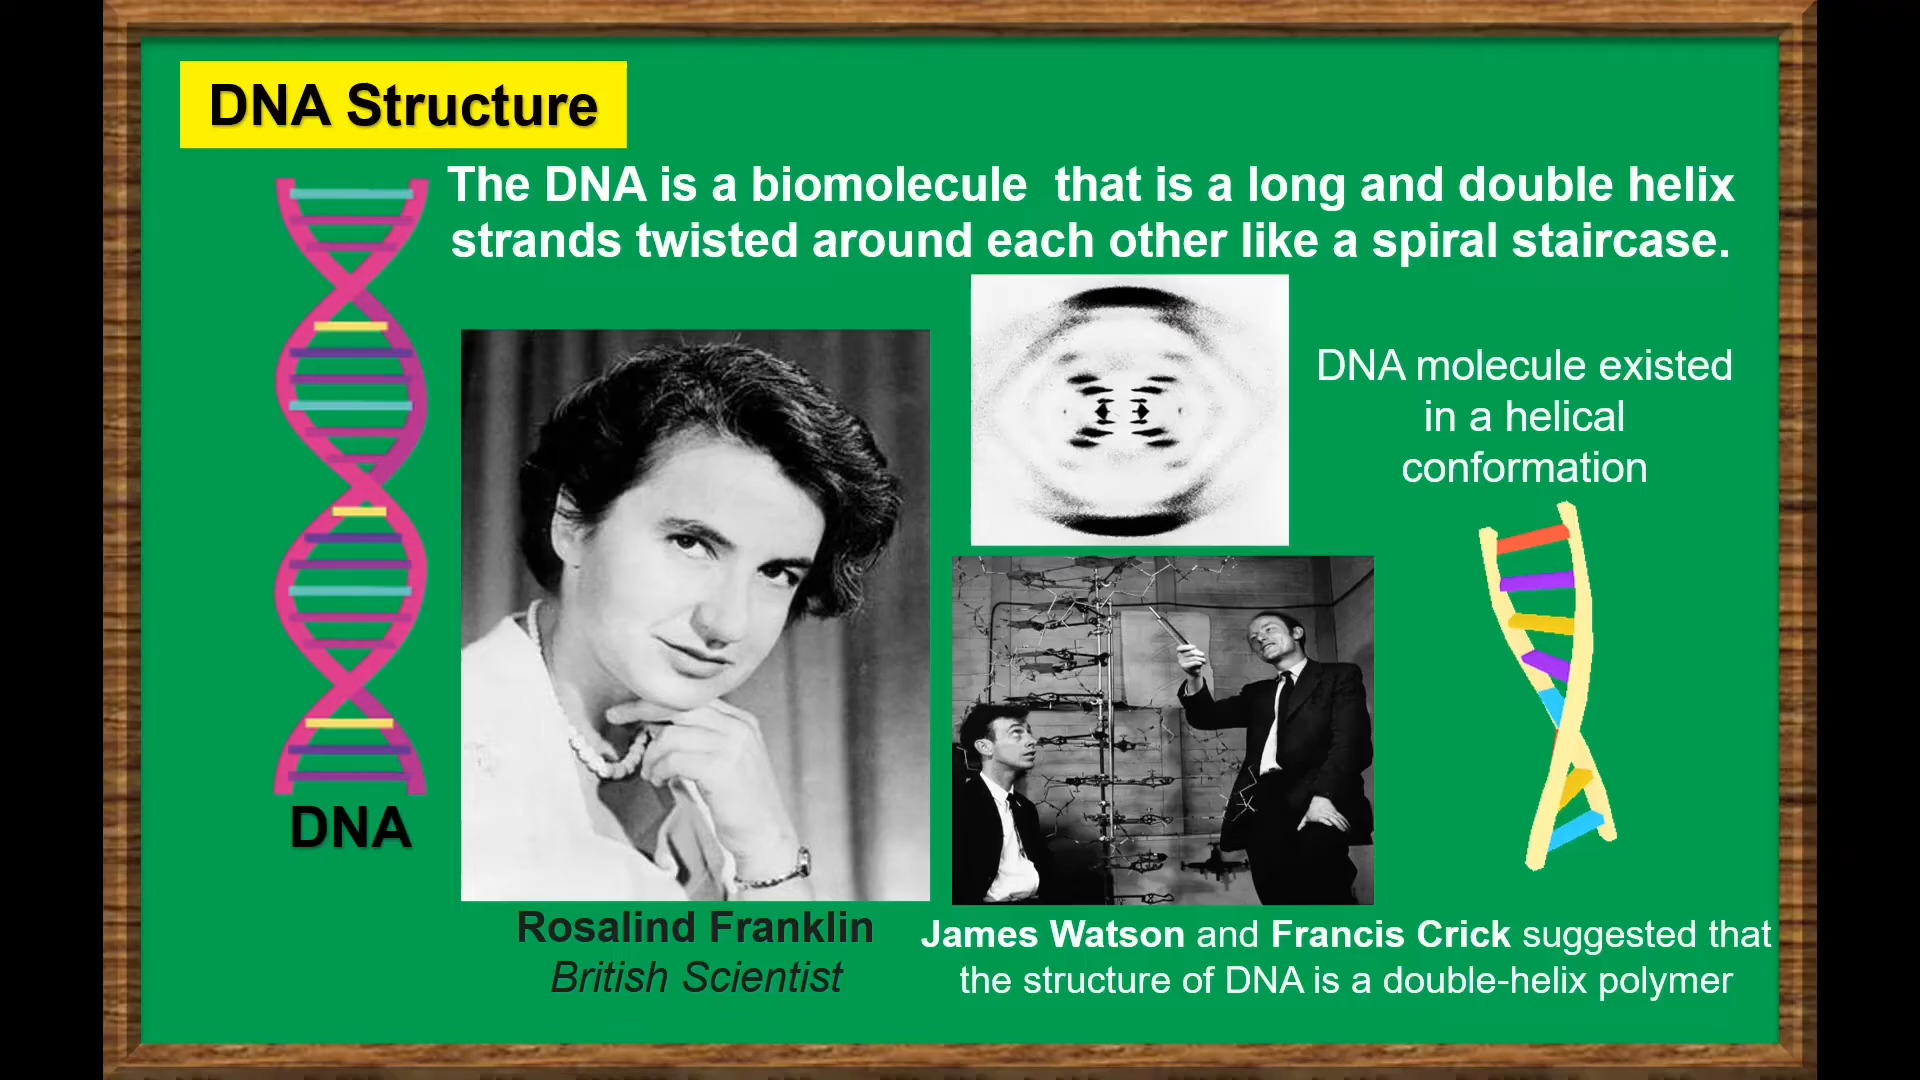 DNA Structure
The DNA is a biomolecule  that is a long and double helix
strands twisted around each other like a spiral staircase.
DNA molecule existed
in a helical
conformation
DNA
Rosalind Franklin
British Scientist
James Watson and Francis Crick suggested that
the structure of DNA is a double-helix polymer